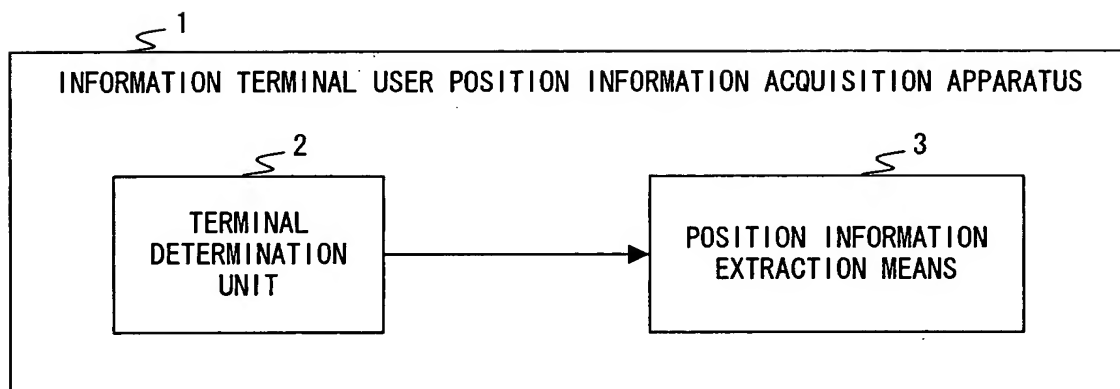 1
INFORMATION TERMINAL USER POSITION INFORMATION ACQUISITION APPARATUS
2
3
TERMINAL
DETERMINATION
UNIT
POSITION INFORMATION
EXTRACTION MEANS